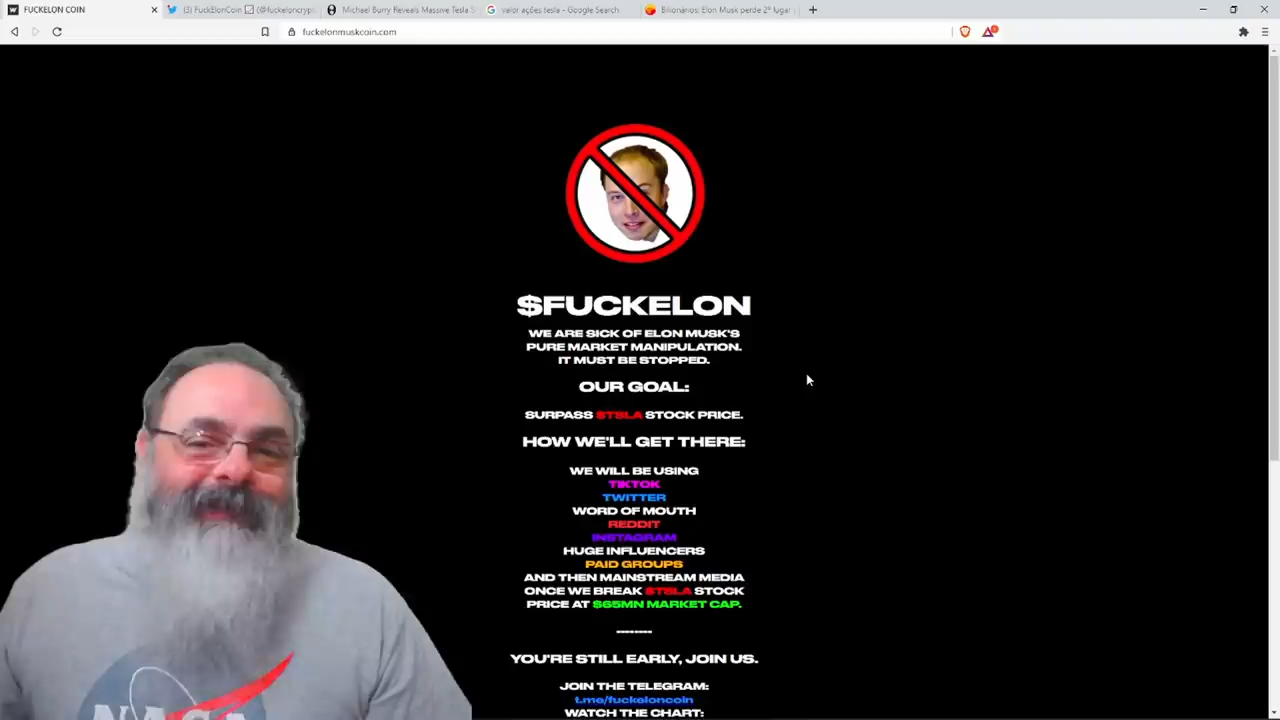 FUCKELON COIN
(3) FuckElonCoin
Michael Burry Reveals Massive Tesla S
valor ações tesla - Google Search
Bilionários: Elon Musk perde 2º lugar
fuckelonmuskcoin.com
$FUCKELON
WE ARE SICK OF ELON MUSK'S
PURE MARKET MANIPULATION.
IT MUST BE STOPPED.
OUR GOAL:
SURPASS $TSLA STOCK PRICE.
HOW WE'LL GET THERE:
WE WILL BE USING
TIKTOK
TWITTER
WORD OF MOUTH
REDDIT
INSTAGRAM
HUGE INFLUENCERS
PAID GROUPS
AND THEN MAINSTREAM MEDIA
ONCE WE BREAK $TSLA STOCK
PRICE AT $65MN MARKET CAP.
--------
YOU'RE STILL EARLY, JOIN US.
JOIN THE TELEGRAM:
t.me/fuckeloncoin
WATCH THE CHART:
NASA